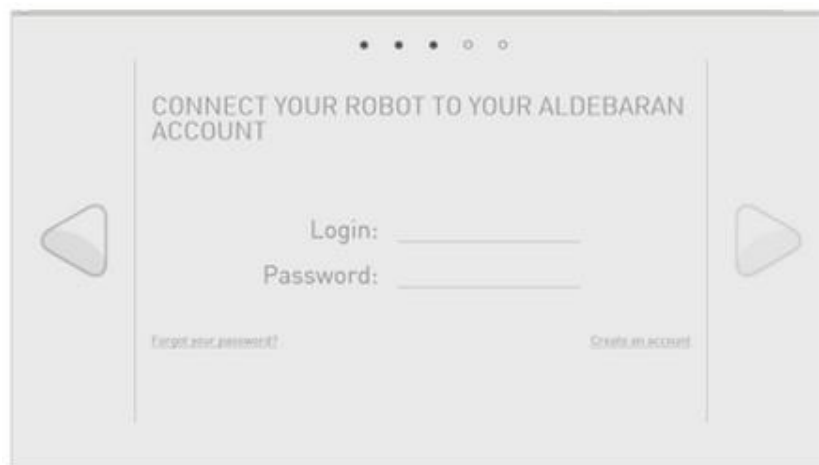 CONNECT YOUR ROBOT TO YOUR ALDEBARAN
ACCOUNT
Login:
Password:
Forgot your password?
Create an account